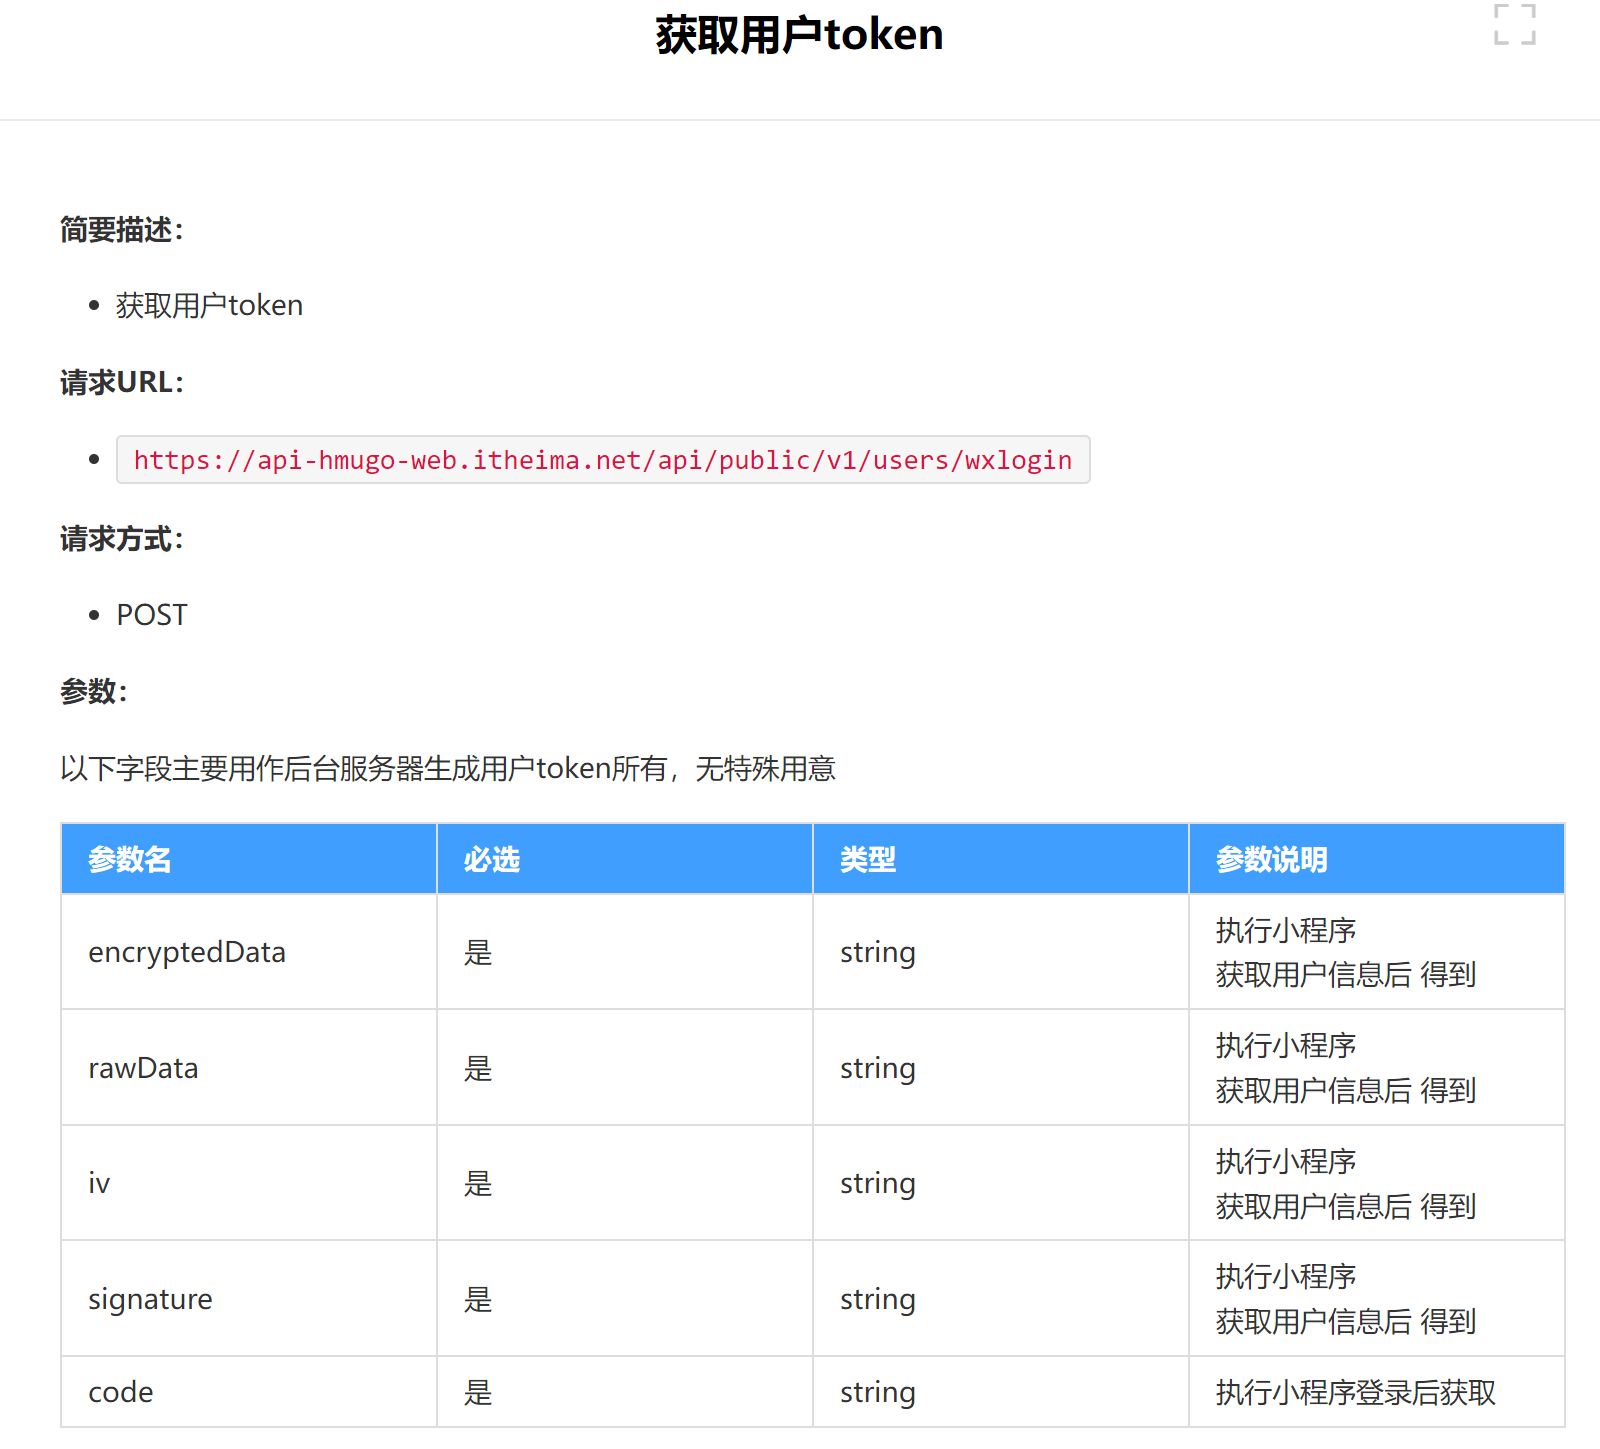 获取用户token
简要描述：
获取用户token
请求URL：
https://api-hmugo-web.itheima.net/api/public/v1/users/wxlogin
请求方式：
POST
参数：
以下字段主要用作后台服务器生成用户token所有，无特殊用意
参数名 必选 类型 参数说明
encryptedData 是 string 执行小程序
获取用户信息后 得到
rawData 是 string 执行小程序
获取用户信息后 得到
iv 是 string 执行小程序
获取用户信息后 得到
signature 是 string 执行小程序
获取用户信息后 得到
code 是 string 执行小程序登录后获取